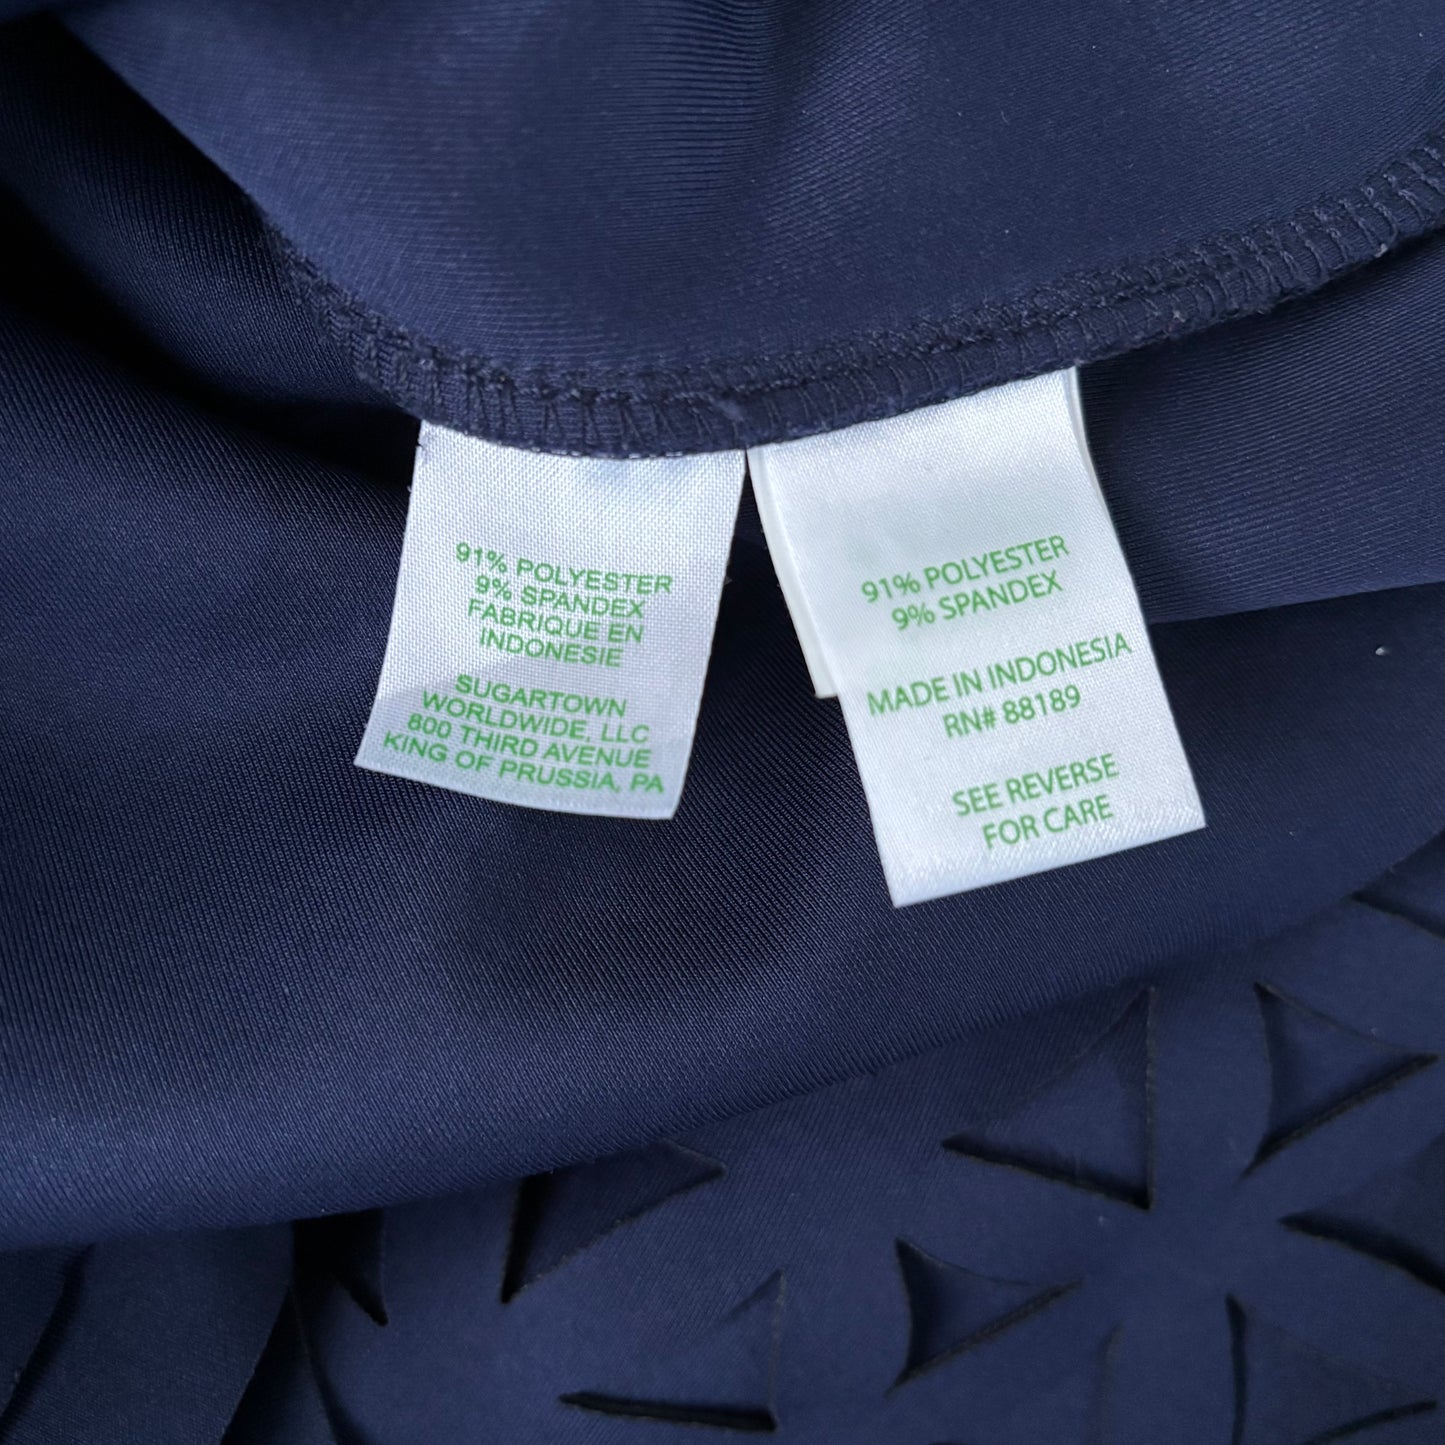 91% POLYESTER
9% SPANDEX
FABRIQUE EN
INDONESIE
SUGARTOWN
WORLDWIDE, LLC
800 THIRD AVENUE
KING OF PRUSSIA, PA
91% POLYESTER
9% SPANDEX
MADE IN INDONESIA
RN# 88189
SEE REVERSE
FOR CARE